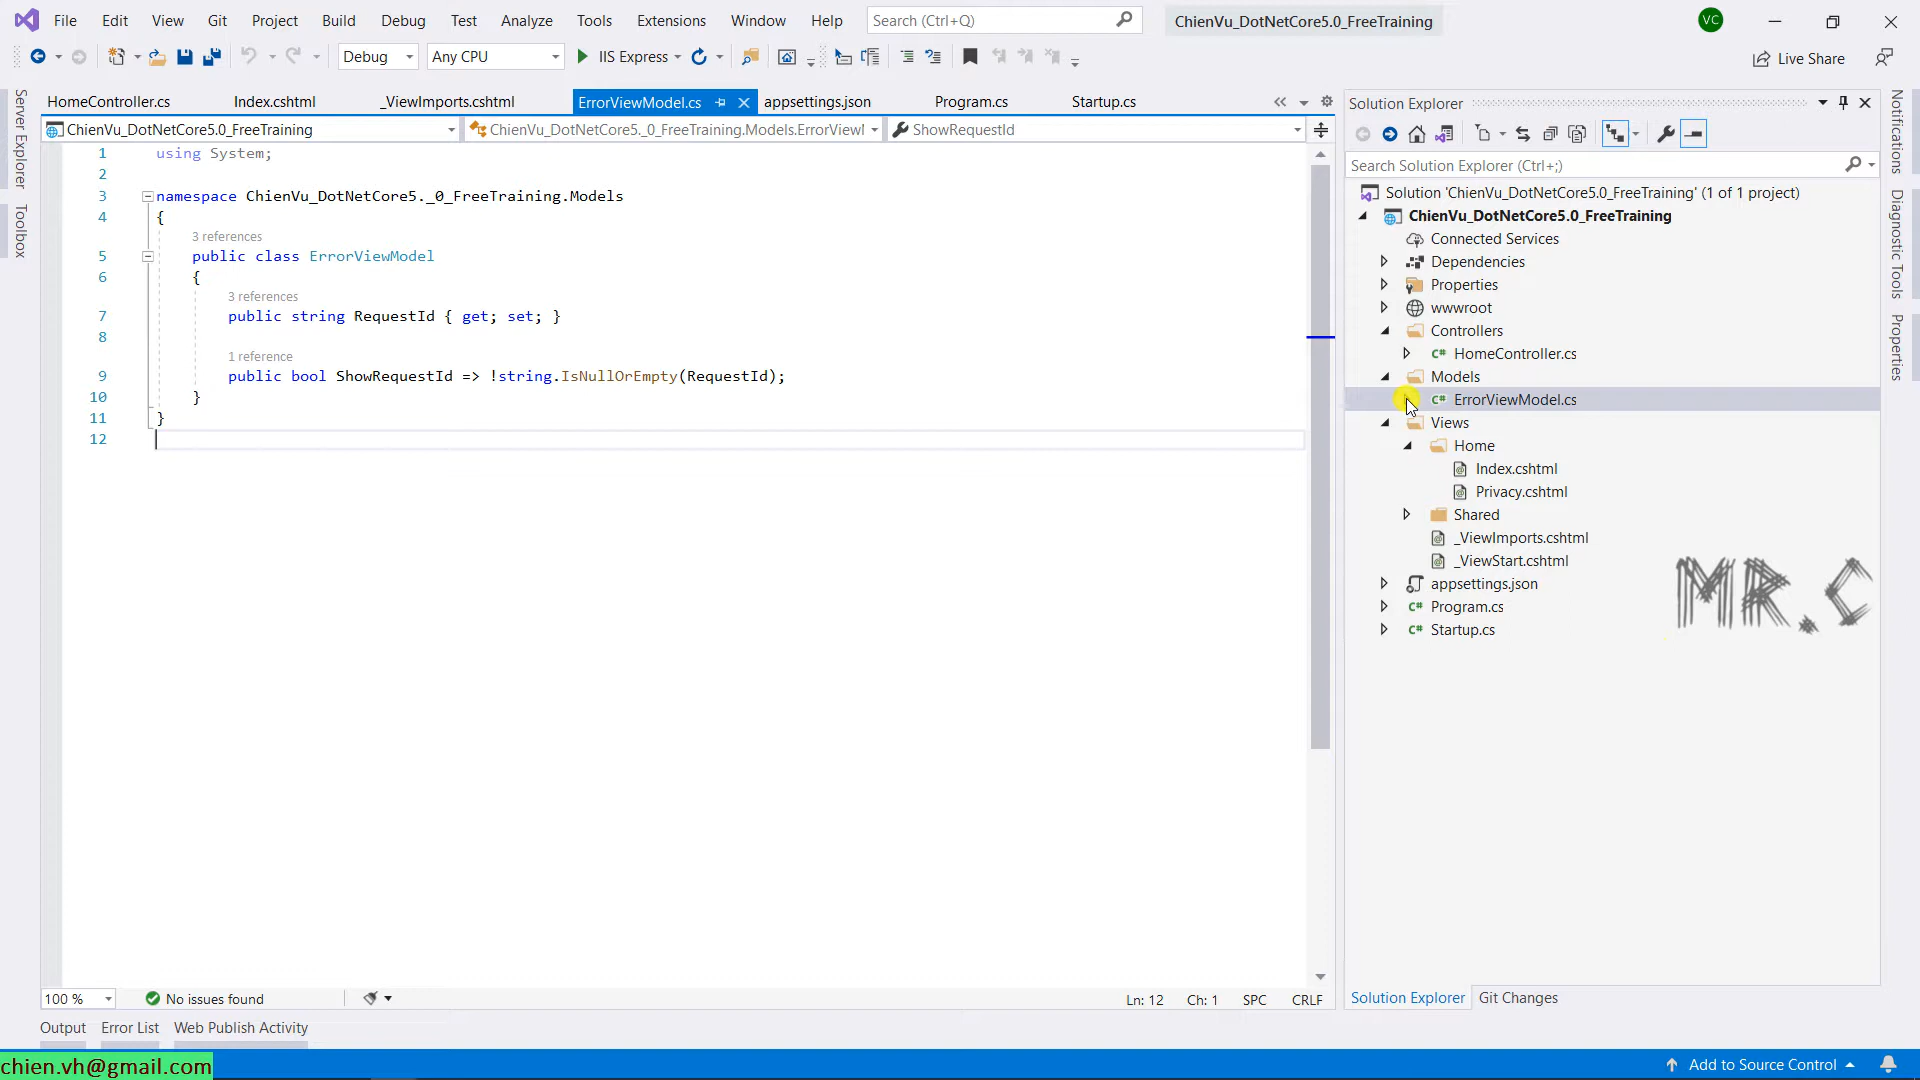 File Edit View Git Project Build Debug Test Analyze Tools Extensions Window Help Search (Ctrl+Q) ChienVu_DotNetCore5.0_FreeTraining VC
Debug Any CPU IIS Express Live Share
HomeController.cs Index.cshtml _ViewImports.cshtml ErrorViewModel.cs appsettings.json Program.cs Startup.cs
ChienVu_DotNetCore5.0_FreeTraining ChienVu_DotNetCore5._0_FreeTraining.Models.ErrorViewI ShowRequestId
1 using System;
2
3 namespace ChienVu_DotNetCore5._0_FreeTraining.Models
4 {
3 references
5 public class ErrorViewModel
6 {
3 references
7 public string RequestId { get; set; }
8
1 reference
9 public bool ShowRequestId => !string.IsNullOrEmpty(RequestId);
10 }
11 }
12
100 % No issues found Ln: 12 Ch: 1 SPC CRLF
Output Error List Web Publish Activity
Server Explorer
Toolbox
Solution Explorer
Search Solution Explorer (Ctrl+;)
Solution 'ChienVu_DotNetCore5.0_FreeTraining' (1 of 1 project)
ChienVu_DotNetCore5.0_FreeTraining
Connected Services
Dependencies
Properties
wwwroot
Controllers
C# HomeController.cs
Models
C# ErrorViewModel.cs
Views
Home
Index.cshtml
Privacy.cshtml
Shared
_ViewImports.cshtml
_ViewStart.cshtml
appsettings.json
C# Program.cs
C# Startup.cs
MR.C
Solution Explorer Git Changes
Notifications
Diagnostic Tools
Properties
chien.vh@gmail.com
Add to Source Control